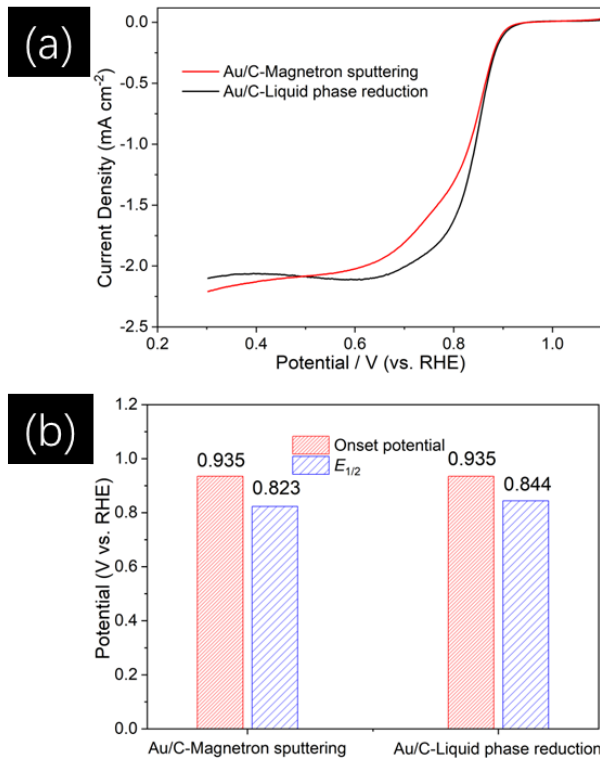 (a)
0.0
-0.5
-1.0
-1.5
-2.0
-2.5
Current Density (mA cm-2)
Au/C-Magnetron sputtering
Au/C-Liquid phase reduction
0.2 0.4 0.6 0.8 1.0
Potential / V (vs. RHE)
(b)
1.2
1.0
0.8
0.6
0.4
0.2
0.0
Potential (V vs. RHE)
Onset potential
E1/2
0.935
0.823
0.935
0.844
Au/C-Magnetron sputtering
Au/C-Liquid phase reduction